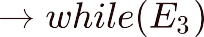 → while(E₃)